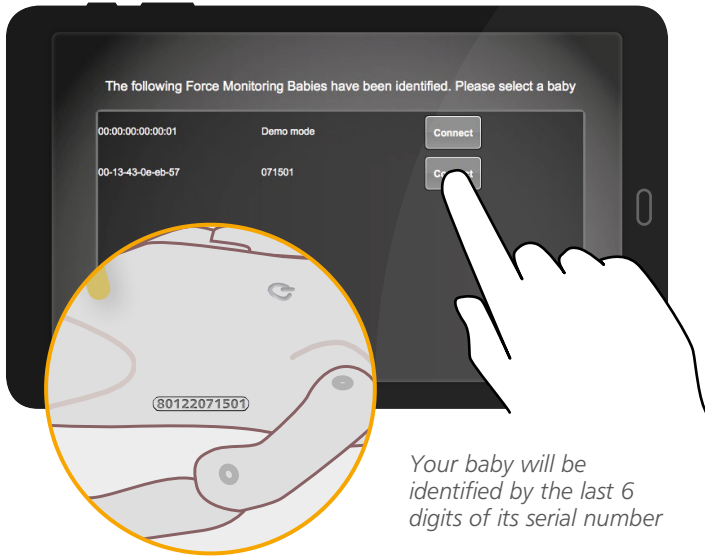 The following Force Monitoring Babies have been identified. Please select a baby
00:00:00:00:00:01 Demo mode Connect
00-13-43-0e-eb-57 071501
80122071501
Your baby will be
identified by the last 6
digits of its serial number